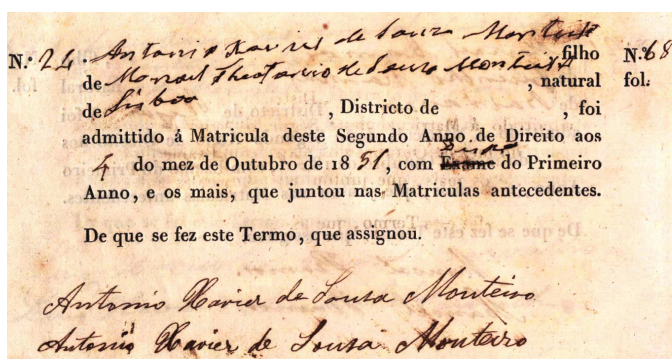 N.º 24. Antonio Xavier de Souza Monteiro
filho N.º 68
de Manoel Theotonio de Souza Monteiro, natural fol.
de Lisboa, Districto de , foi
admittido á Matricula deste Segundo Anno de Direito aos
4 do mez de Outubro de 1851, com Exame do Primeiro
Anno, e os mais, que juntou nas Matriculas antecedentes.
De que se fez este Termo, que assignou.
Antonio Xavier de Sousa Monteiro
Antonio Xavier de Sousa Monteiro